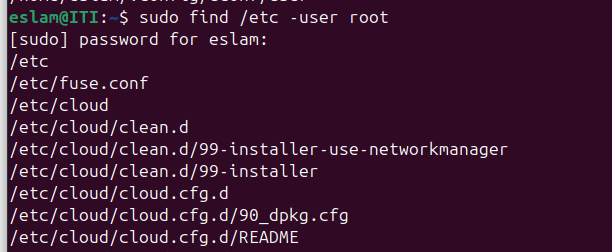 eslam@ITI:~$ sudo find /etc -user root
[sudo] password for eslam:
/etc
/etc/fuse.conf
/etc/cloud
/etc/cloud/clean.d
/etc/cloud/clean.d/99-installer-use-networkmanager
/etc/cloud/clean.d/99-installer
/etc/cloud/cloud.cfg.d
/etc/cloud/cloud.cfg.d/90_dpkg.cfg
/etc/cloud/cloud.cfg.d/README